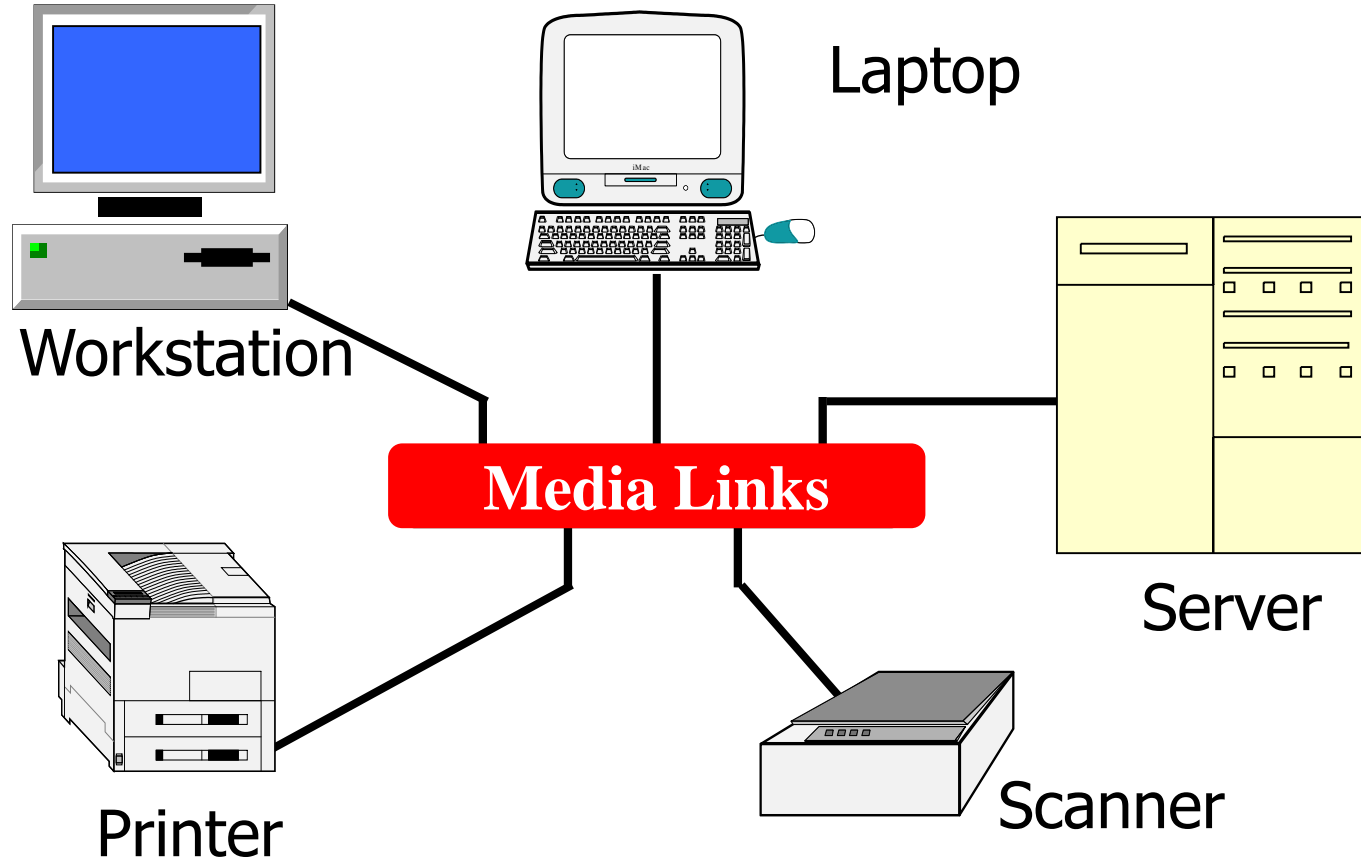 Laptop
iMac
Workstation
Media Links
Server
Scanner
Printer